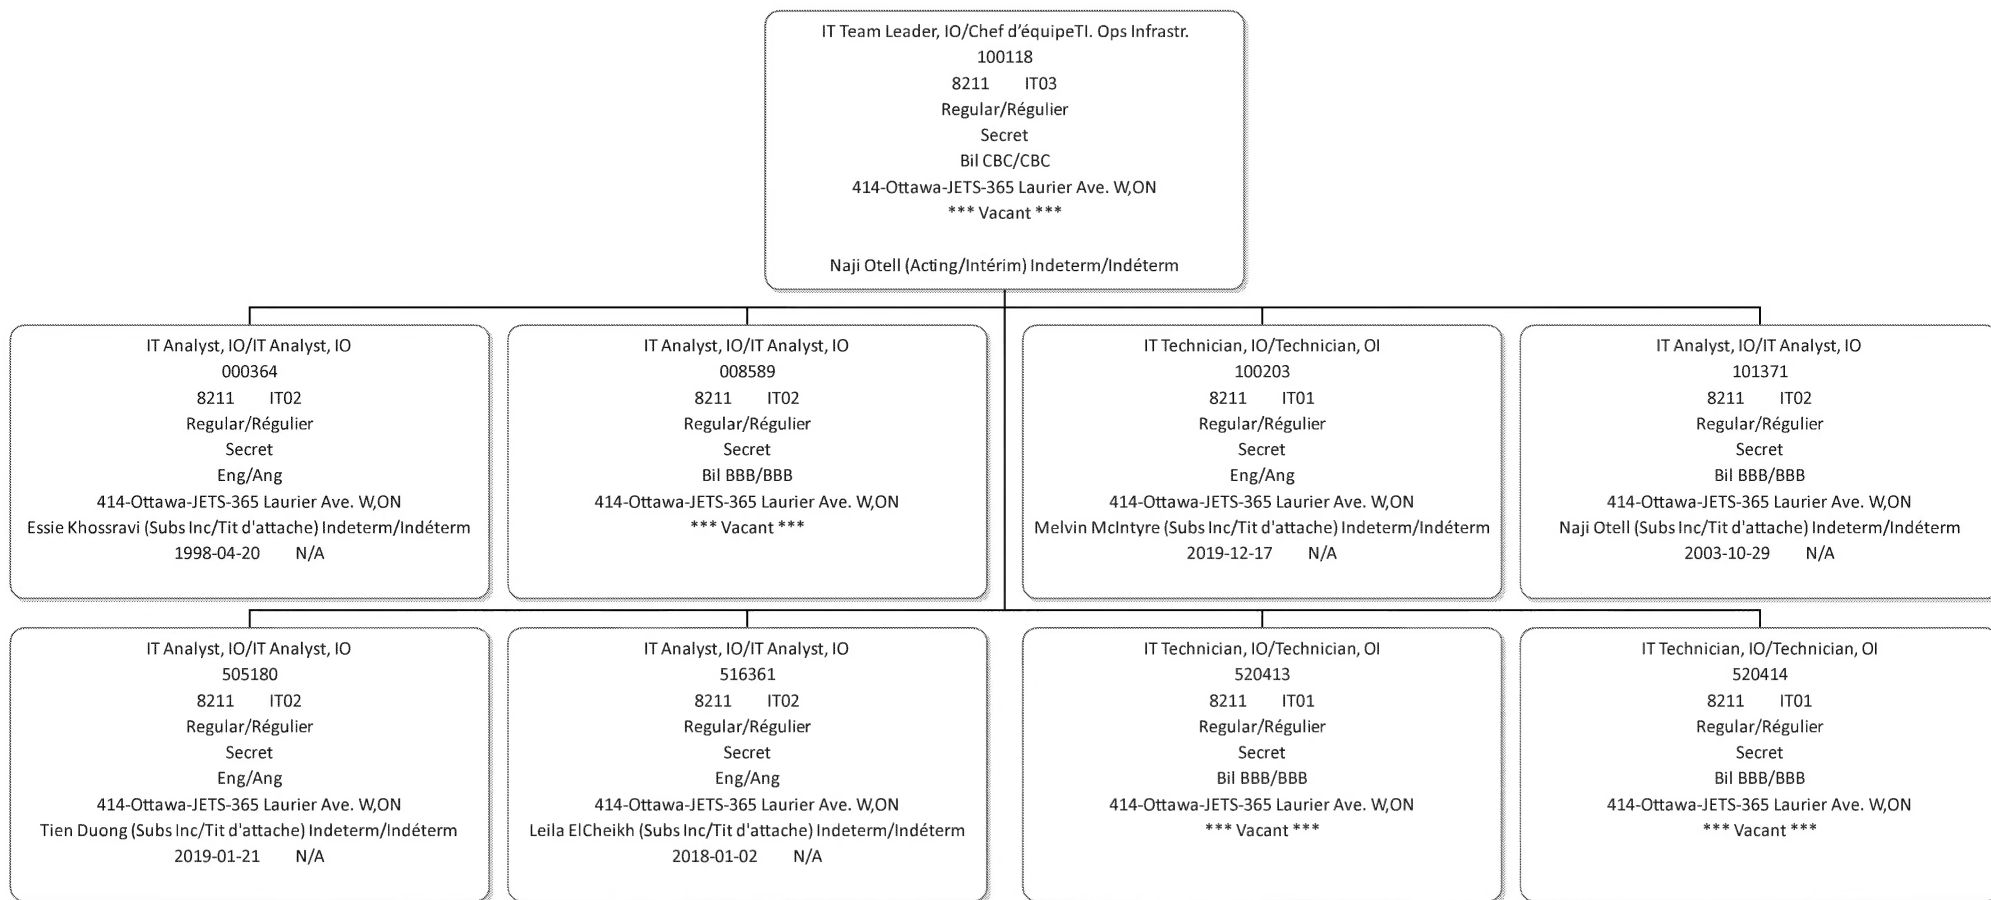 IT Team Leader, IO/Chef d’équipeTI. Ops Infrastr.
100118
8211 IT03
Regular/Régulier
Secret
Bil CBC/CBC
414-Ottawa-JETS-365 Laurier Ave. W,ON
*** Vacant ***
Naji Otell (Acting/Intérim) Indeterm/Indéterm
IT Analyst, IO/IT Analyst, IO
000364
8211 IT02
Regular/Régulier
Secret
Eng/Ang
414-Ottawa-JETS-365 Laurier Ave. W,ON
Essie Khossravi (Subs Inc/Tit d'attache) Indeterm/Indéterm
1998-04-20 N/A
IT Analyst, IO/IT Analyst, IO
008589
8211 IT02
Regular/Régulier
Secret
Bil BBB/BBB
414-Ottawa-JETS-365 Laurier Ave. W,ON
*** Vacant ***
IT Technician, IO/Technician, OI
100203
8211 IT01
Regular/Régulier
Secret
Eng/Ang
414-Ottawa-JETS-365 Laurier Ave. W,ON
Melvin McIntyre (Subs Inc/Tit d'attache) Indeterm/Indéterm
2019-12-17 N/A
IT Analyst, IO/IT Analyst, IO
101371
8211 IT02
Regular/Régulier
Secret
Bil BBB/BBB
414-Ottawa-JETS-365 Laurier Ave. W,ON
Naji Otell (Subs Inc/Tit d'attache) Indeterm/Indéterm
2003-10-29 N/A
IT Analyst, IO/IT Analyst, IO
505180
8211 IT02
Regular/Régulier
Secret
Eng/Ang
414-Ottawa-JETS-365 Laurier Ave. W,ON
Tien Duong (Subs Inc/Tit d'attache) Indeterm/Indéterm
2019-01-21 N/A
IT Analyst, IO/IT Analyst, IO
516361
8211 IT02
Regular/Régulier
Secret
Eng/Ang
414-Ottawa-JETS-365 Laurier Ave. W,ON
Leila ElCheikh (Subs Inc/Tit d'attache) Indeterm/Indéterm
2018-01-02 N/A
IT Technician, IO/Technician, OI
520413
8211 IT01
Regular/Régulier
Secret
Bil BBB/BBB
414-Ottawa-JETS-365 Laurier Ave. W,ON
*** Vacant ***
IT Technician, IO/Technician, OI
520414
8211 IT01
Regular/Régulier
Secret
Bil BBB/BBB
414-Ottawa-JETS-365 Laurier Ave. W,ON
*** Vacant ***